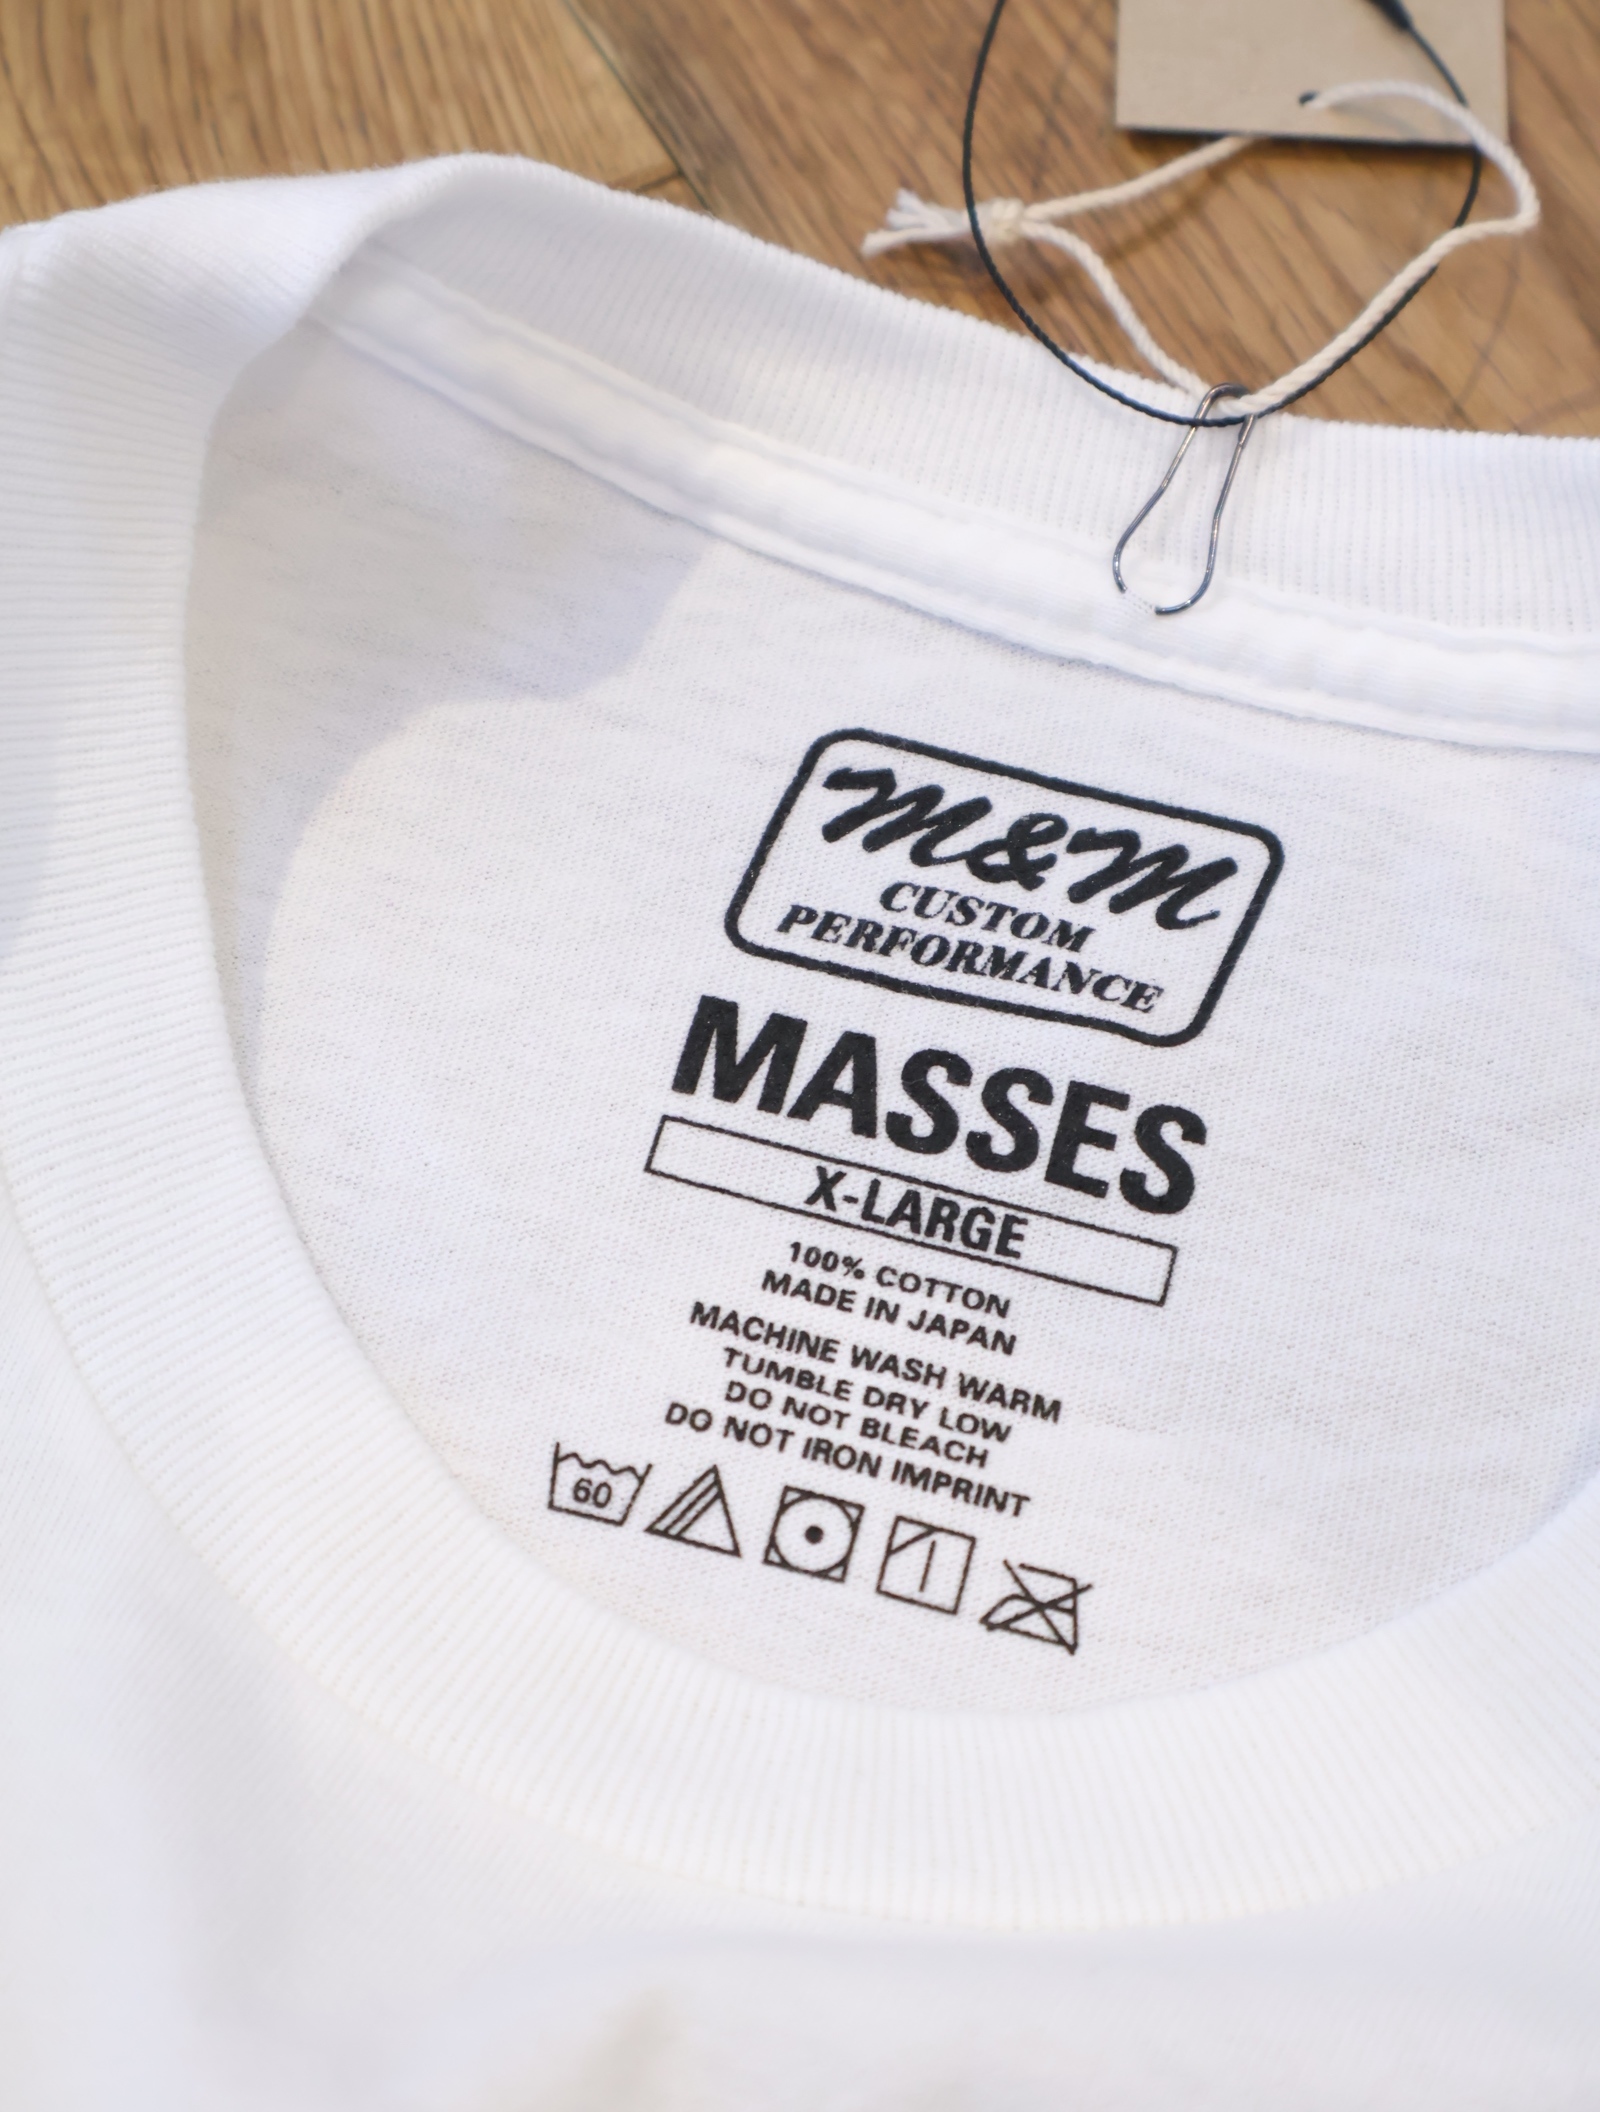 M&M
CUSTOM
PERFORMANCE
MASSES
X-LARGE
100% COTTON
MADE IN JAPAN
MACHINE WASH WARM
TUMBLE DRY LOW
DO NOT BLEACH
DO NOT IRON IMPRINT
60